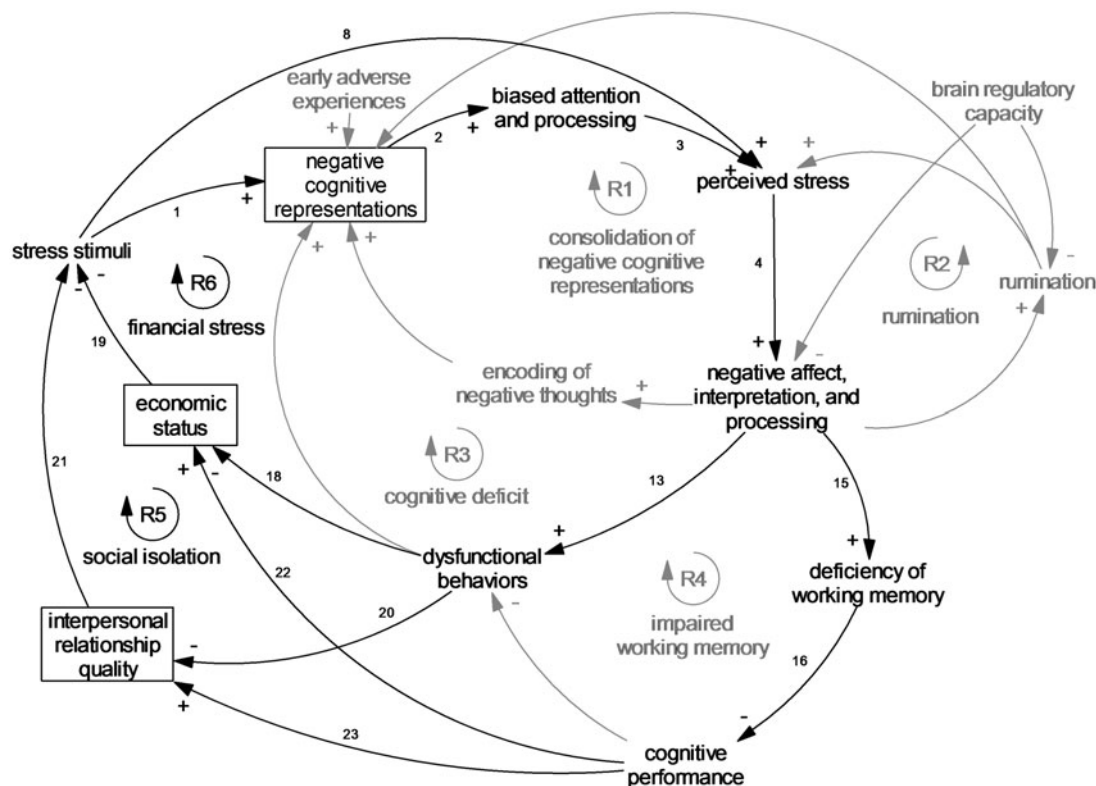 8
early adverse
experiences
biased attention
and processing
brain regulatory
capacity
+
2
+
3
+
+
+
negative
cognitive
representations
perceived stress
R1
1
+
+
+
stress stimuli
-
-
R6
financial stress
consolidation of
negative cognitive
representations
4
R2
rumination
-
rumination
+
19
+
-
encoding of
negative thoughts
+
negative affect,
interpretation, and
processing
economic
status
21
+
-
18
R3
cognitive deficit
13
15
R5
social isolation
+
+
22
dysfunctional
behaviors
R4
impaired
working memory
deficiency of
working memory
interpersonal
relationship
quality
-
20
-
16
+
23
-
cognitive
performance